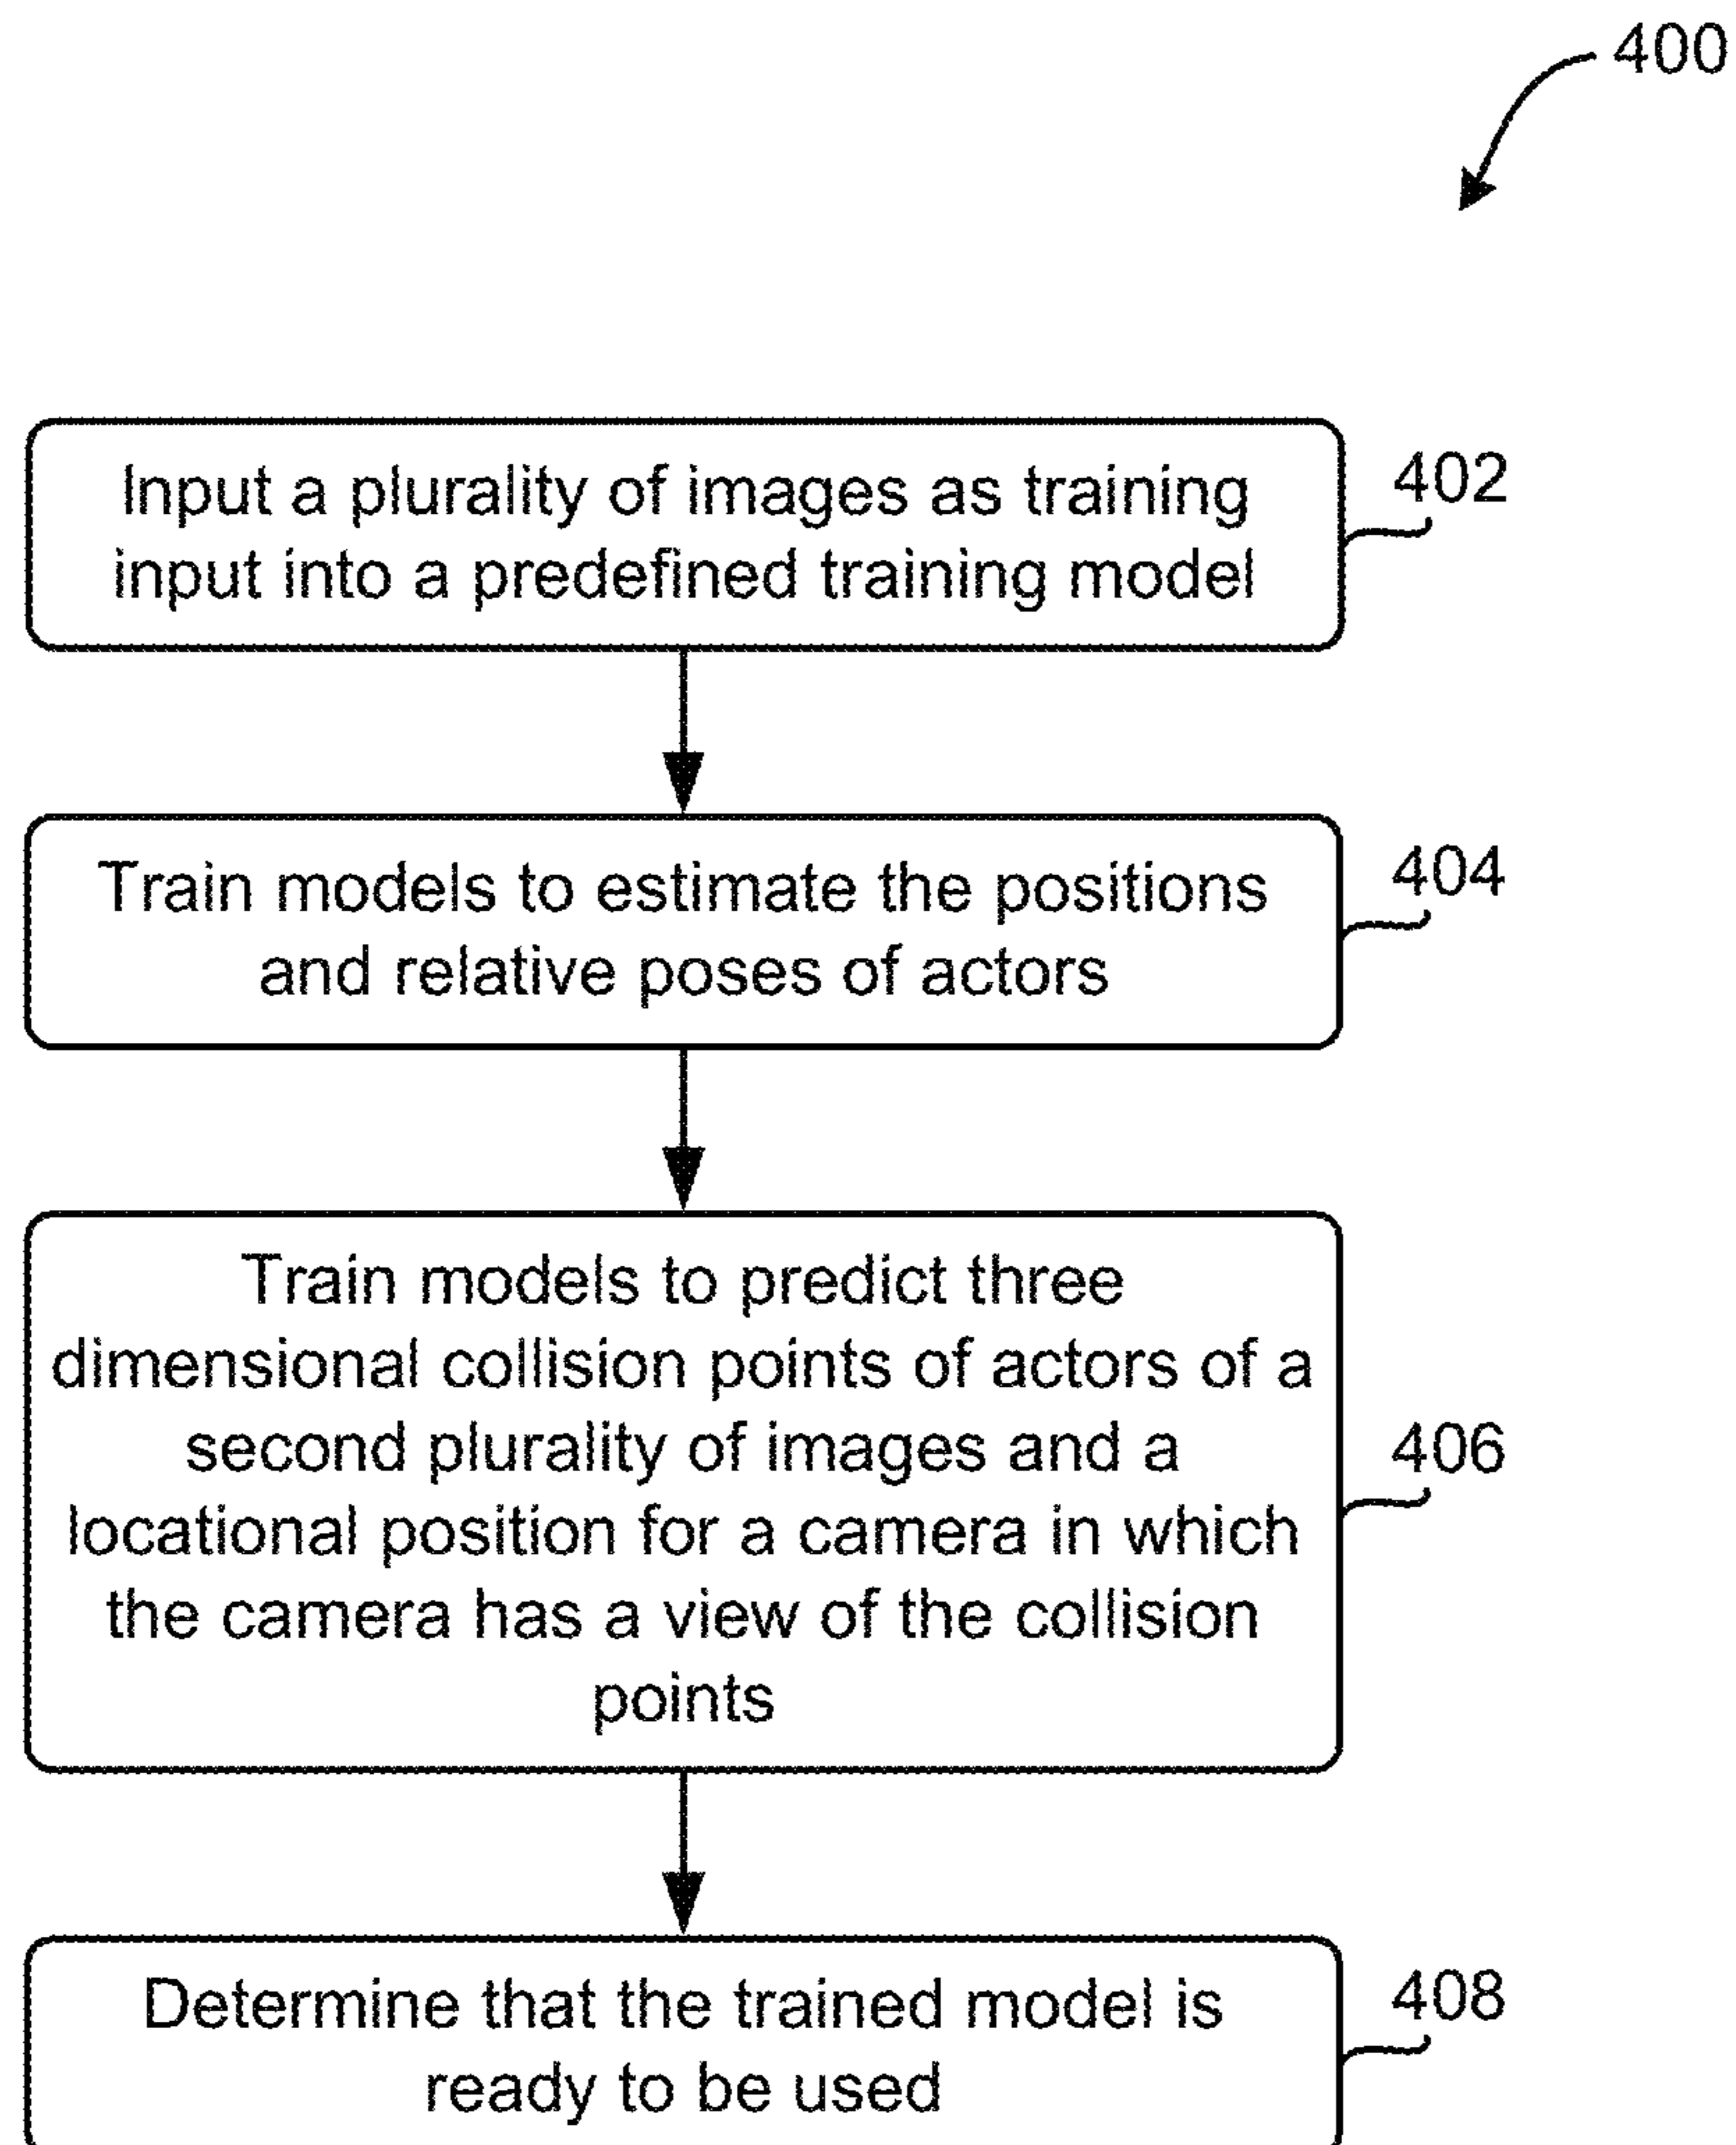 400
Input a plurality of images as training
input into a predefined training model
402
Train models to estimate the positions
and relative poses of actors
404
Train models to predict three
dimensional collision points of actors of a
second plurality of images and a
locational position for a camera in which
the camera has a view of the collision
points
406
Determine that the trained model is
ready to be used
408